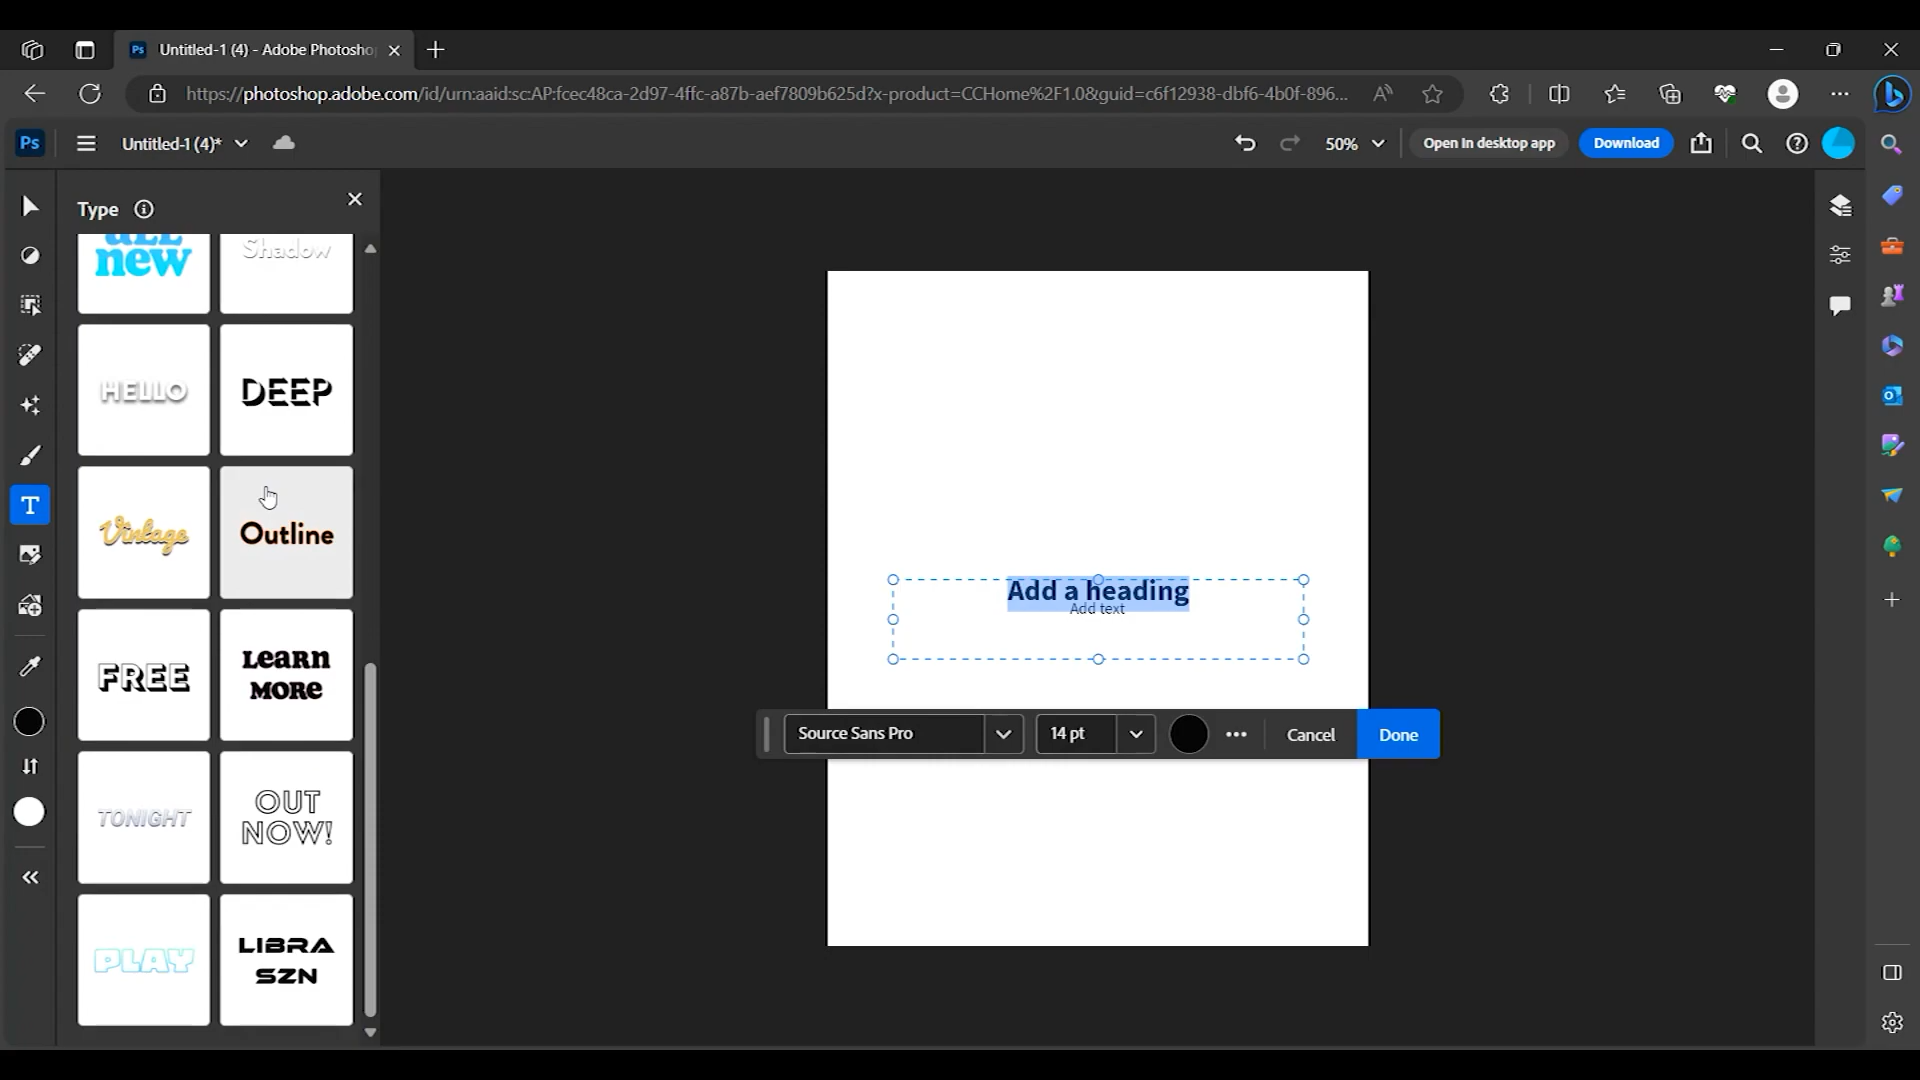 Untitled-1 (4) - Adobe Photosho
https://photoshop.adobe.com/id/urn:aaid:sc:AP:fcec48ca-2d97-4ffc-a87b-aef7809b625d?x-product=CCHome%2F1.0&guid=c6f12938-dbf6-4b0f-896...
Ps
Untitled-1 (4)*
50%
Open in desktop app
Download
Type
ALL
new
Shadow
HELLO
DEEP
Vintage
Outline
FREE
Learn
More
TONIGHT
OUT
NOW!
PLAY
LIBRA
SZN
Add a heading
Add text
Source Sans Pro
14 pt
Cancel
Done